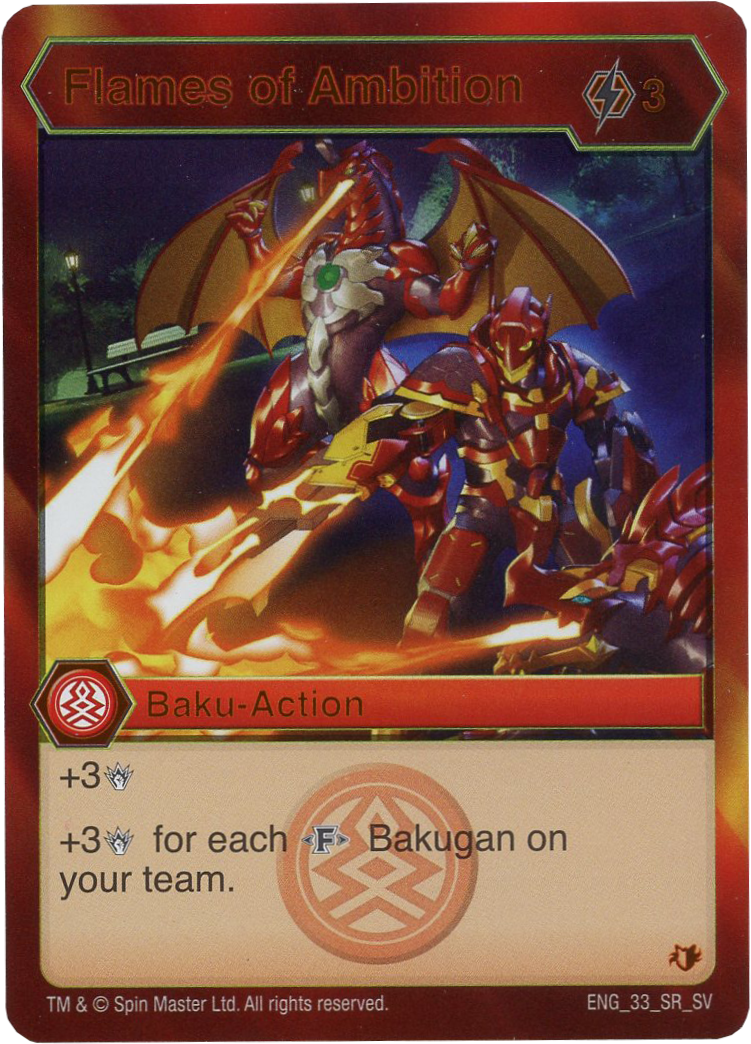 Flames of Ambition
3
Baku-Action
+3
+3 for each F Bakugan on
your team.
TM & © Spin Master Ltd. All rights reserved.
ENG_33_SR_SV